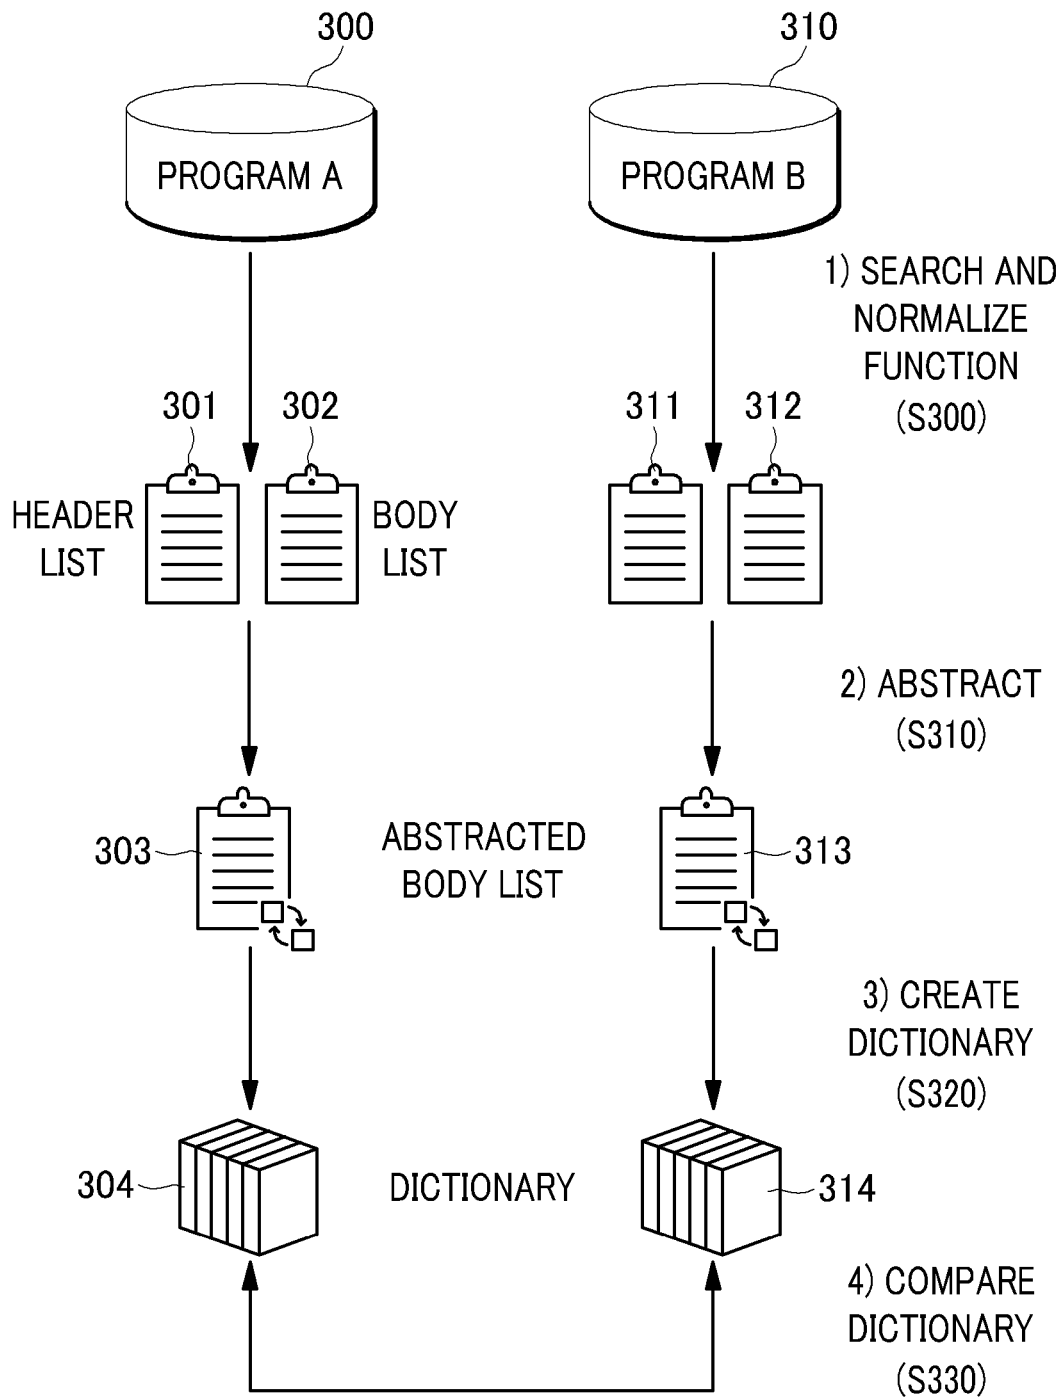 300
310
PROGRAM A
PROGRAM B
1) SEARCH AND
NORMALIZE
FUNCTION
(S300)
301
302
311
312
HEADER
LIST
BODY
LIST
2) ABSTRACT
(S310)
303
ABSTRACTED
BODY LIST
313
3) CREATE
DICTIONARY
(S320)
304
DICTIONARY
314
4) COMPARE
DICTIONARY
(S330)